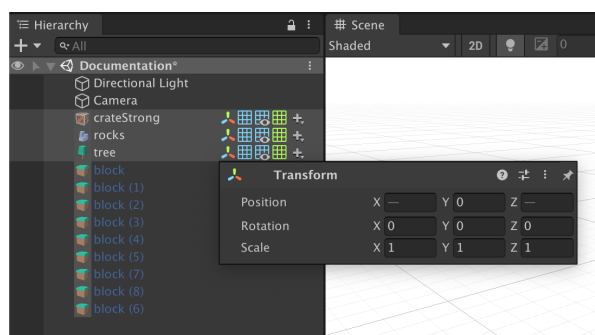 Hierarchy
All
Documentation*
Directional Light
Camera
crateStrong
rocks
tree
block
block (1)
block (2)
block (3)
block (4)
block (5)
block (7)
block (8)
block (6)
# Scene
Shaded 2D 0
Transform
Position X — Y 0 Z —
Rotation X 0 Y 0 Z 0
Scale X 1 Y 1 Z 1